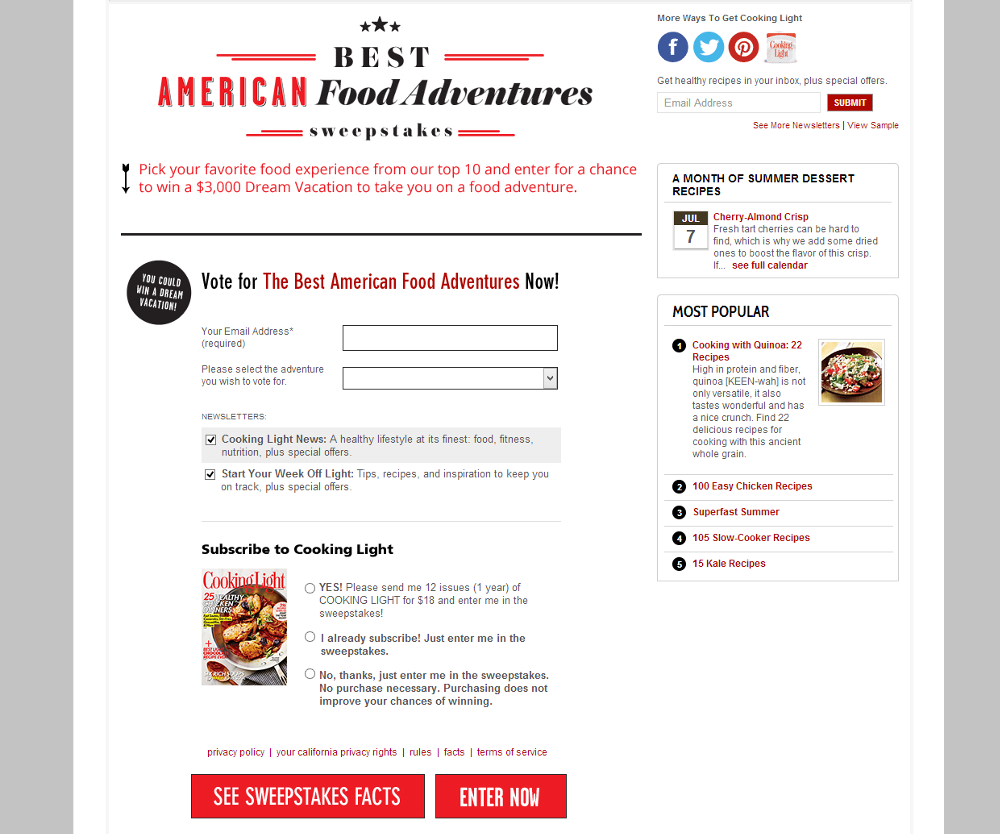 BEST
AMERICAN Food Adventures
sweepstakes
Pick your favorite food experience from our top 10 and enter for a chance
to win a $3,000 Dream Vacation to take you on a food adventure.
YOU COULD
WIN A DREAM
VACATION!
Vote for The Best American Food Adventures Now!
Your Email Address*
(required)
Please select the adventure
you wish to vote for.
NEWSLETTERS:
Cooking Light News: A healthy lifestyle at its finest: food, fitness,
nutrition, plus special offers.
Start Your Week Off Light: Tips, recipes, and inspiration to keep you
on track, plus special offers.
Subscribe to Cooking Light
Cooking Light
25 HEALTHY
CHICKEN
DINNERS
YES! Please send me 12 issues (1 year) of
COOKING LIGHT for $18 and enter me in the
sweepstakes!
I already subscribe! Just enter me in the
sweepstakes.
No, thanks, just enter me in the sweepstakes.
No purchase necessary. Purchasing does not
improve your chances of winning.
privacy policy | your california privacy rights | rules | facts | terms of service
SEE SWEEPSTAKES FACTS
ENTER NOW
More Ways To Get Cooking Light
Cooking Light
Get healthy recipes in your inbox, plus special offers.
Email Address
SUBMIT
See More Newsletters | View Sample
A MONTH OF SUMMER DESSERT
RECIPES
JUL
7
Cherry-Almond Crisp
Fresh tart cherries can be hard to
find, which is why we add some dried
ones to boost the flavor of this crisp.
If... see full calendar
MOST POPULAR
1 Cooking with Quinoa: 22
Recipes
High in protein and fiber,
quinoa [KEEN-wah] is not
only versatile, it also
tastes wonderful and has
a nice crunch. Find 22
delicious recipes for
cooking with this ancient
whole grain.
2 100 Easy Chicken Recipes
3 Superfast Summer
4 105 Slow-Cooker Recipes
5 15 Kale Recipes